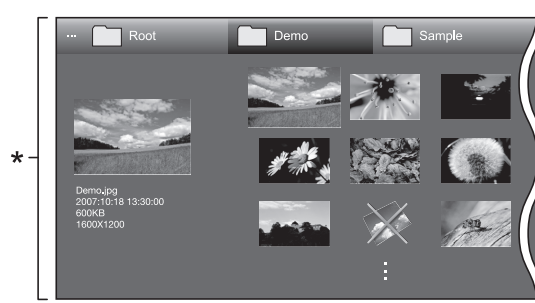 *
... Root Demo Sample
Demo.jpg
2007:10:18 13:30:00
600KB
1600X1200